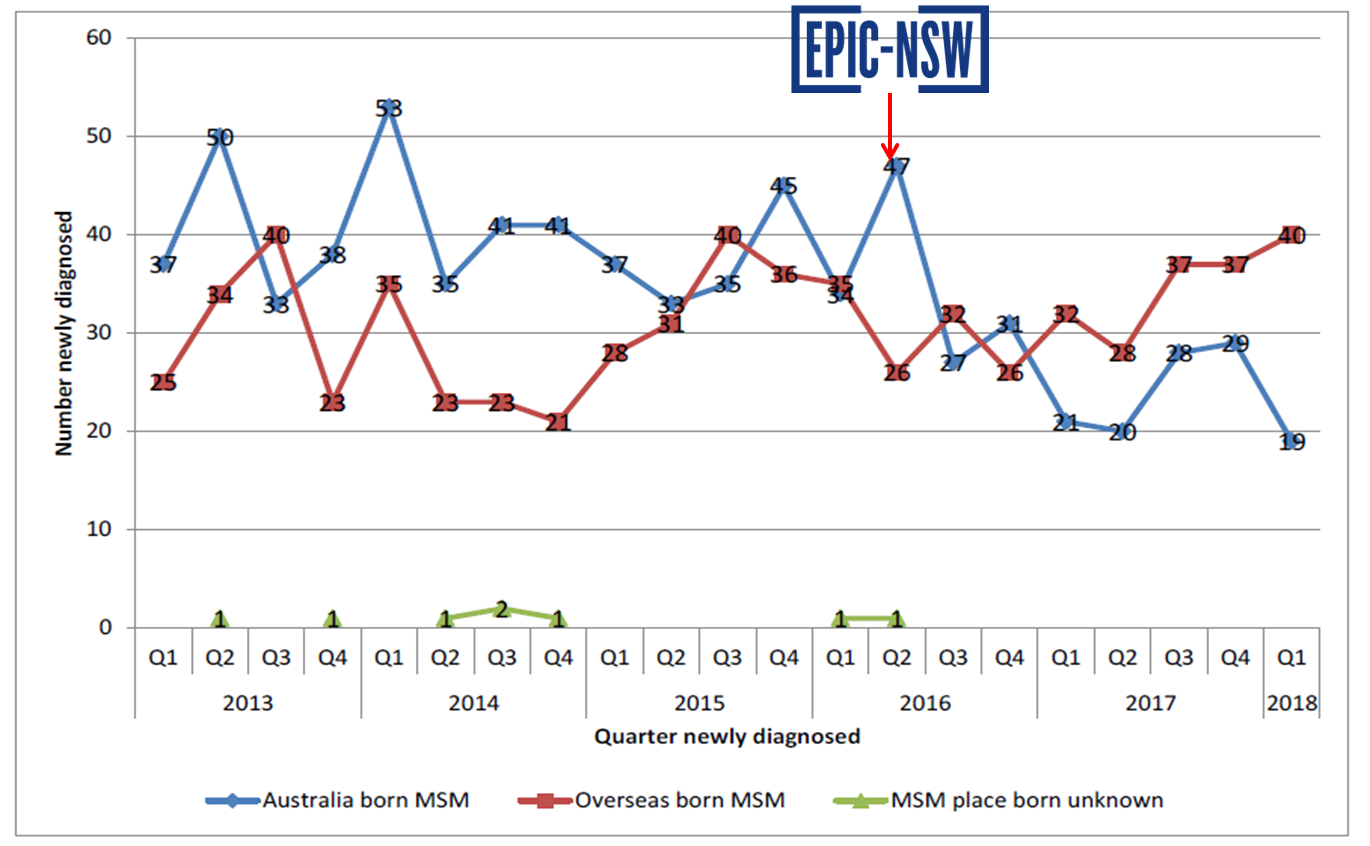 EPIC-NSW
Number newly diagnosed
60
50
40
30
20
10
0
37 50 33 38 53 35 41 41 37 33 35 45 34 47 27 31 21 20 28 29 19
25 34 40 23 35 23 23 21 28 31 40 36 35 26 32 26 32 28 37 37 40
1 1 1 2 1 1 1
Q1 Q2 Q3 Q4 Q1 Q2 Q3 Q4 Q1 Q2 Q3 Q4 Q1 Q2 Q3 Q4 Q1 Q2 Q3 Q4 Q1
2013 2014 2015 2016 2017 2018
Quarter newly diagnosed
Australia born MSM Overseas born MSM MSM place born unknown